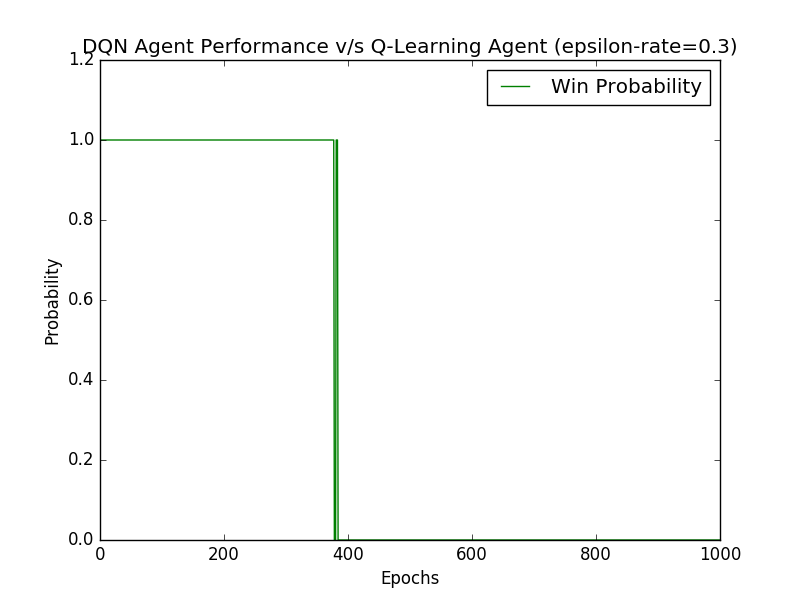 DQN Agent Performance v/s Q-Learning Agent (epsilon-rate=0.3)
Win Probability
1.2
1.0
0.8
0.6
0.4
0.2
0.0
Probability
0 200 400 600 800 1000
Epochs